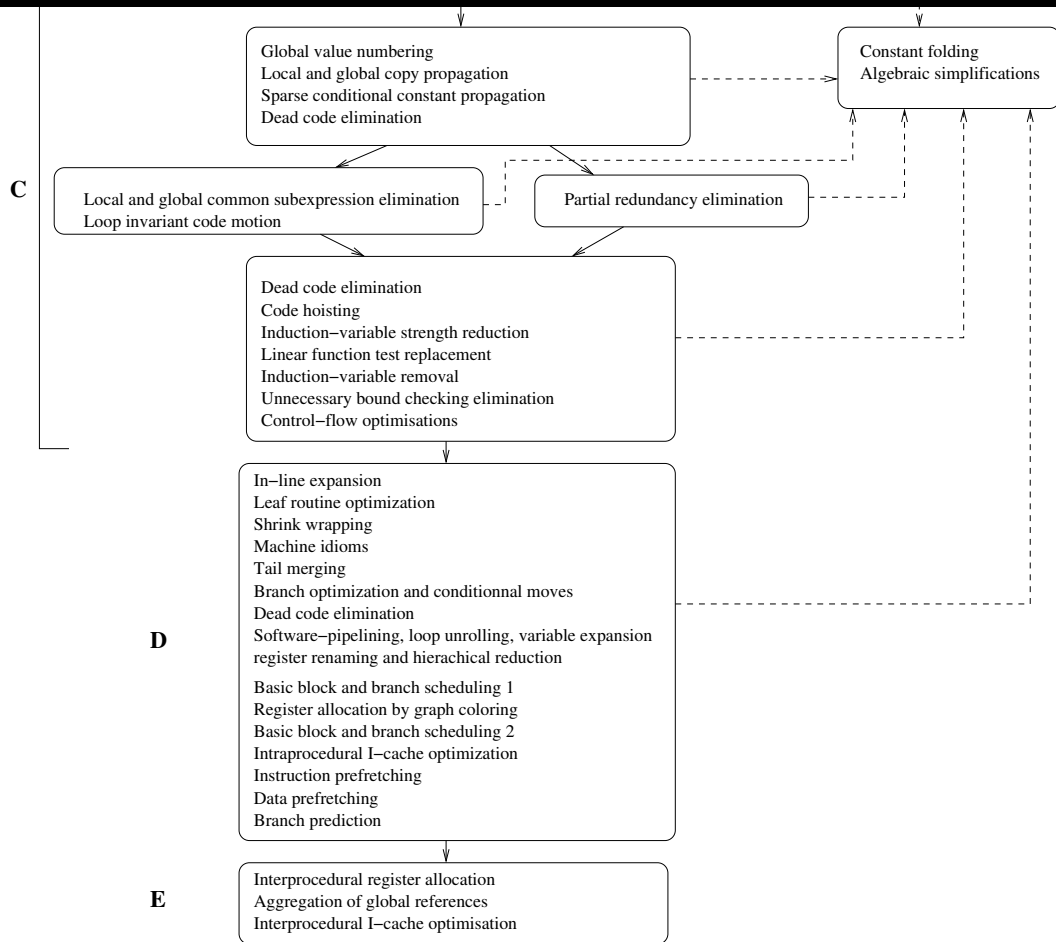 Global value numbering
Local and global copy propagation
Sparse conditional constant propagation
Dead code elimination
Constant folding
Algebraic simplifications
C
Local and global common subexpression elimination
Loop invariant code motion
Partial redundancy elimination
Dead code elimination
Code hoisting
Induction−variable strength reduction
Linear function test replacement
Induction−variable removal
Unnecessary bound checking elimination
Control−flow optimisations
D
In−line expansion
Leaf routine optimization
Shrink wrapping
Machine idioms
Tail merging
Branch optimization and conditionnal moves
Dead code elimination
Software−pipelining, loop unrolling, variable expansion
register renaming and hierachical reduction
Basic block and branch scheduling 1
Register allocation by graph coloring
Basic block and branch scheduling 2
Intraprocedural I−cache optimization
Instruction prefretching
Data prefretching
Branch prediction
E
Interprocedural register allocation
Aggregation of global references
Interprocedural I−cache optimisation